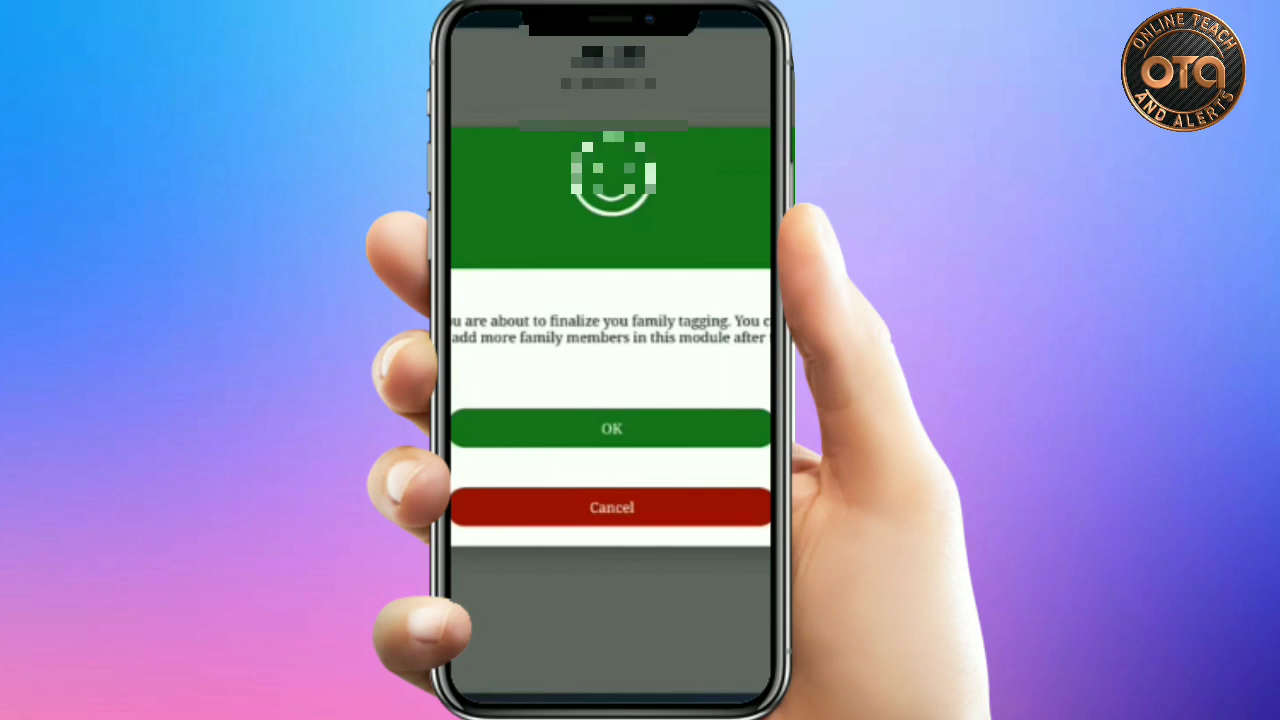 ONLINE TEACH
OTA
AND ALERTS
u are about to finalize you family tagging. You c
add more family members in this module after
OK
Cancel